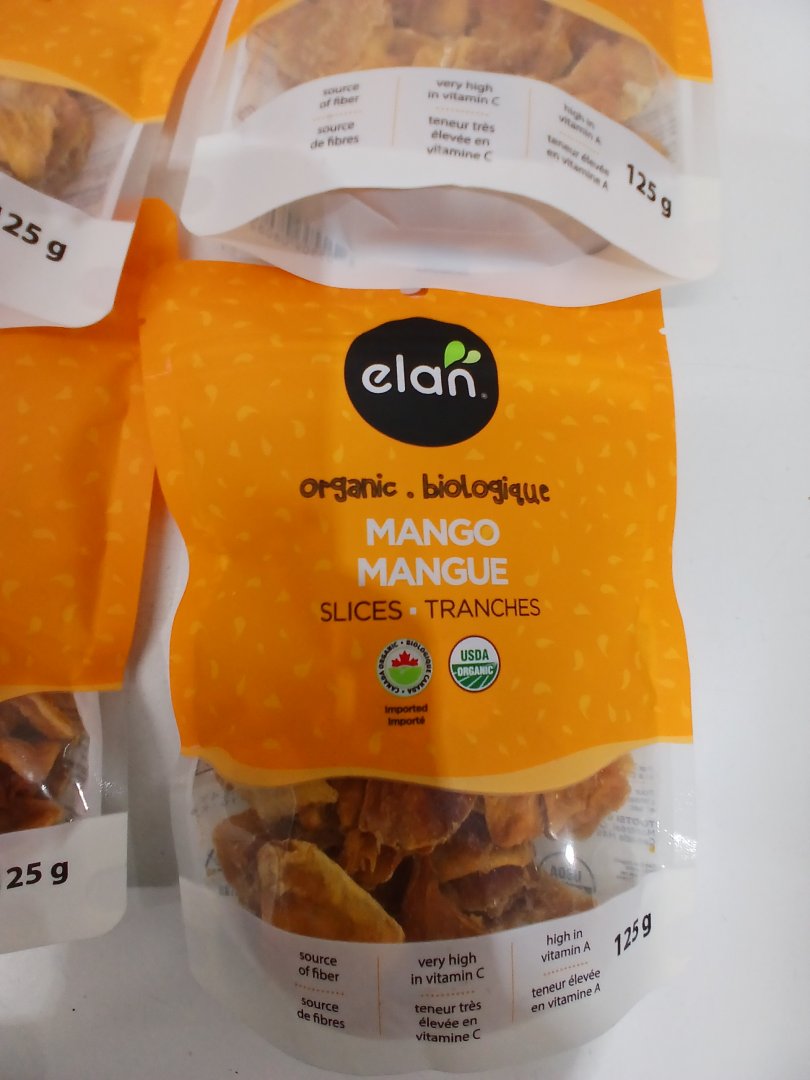 source
of fiber
source
de fibres
very high
in vitamin C
teneur très
élevée en
vitamine C
high in
vitamin A
teneur élevée
en vitamine A
125 g
125 g
elan
organic . biologique
MANGO
MANGUE
SLICES · TRANCHES
CANADA ORGANIC • BIOLOGIQUE CANADA
USDA
ORGANIC
Imported
Importé
25 g
source
of fiber
source
de fibres
very high
in vitamin C
teneur très
élevée en
vitamine C
high in
vitamin A
teneur élevée
en vitamine A
125 g